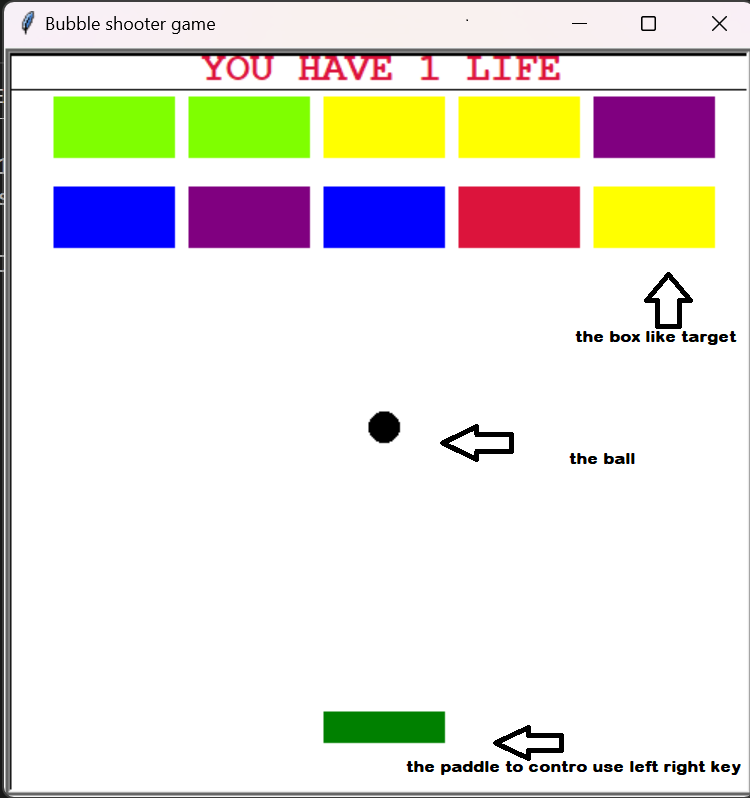 Bubble shooter game
YOU HAVE 1 LIFE
the box like target
the ball
the paddle to contro use left right key